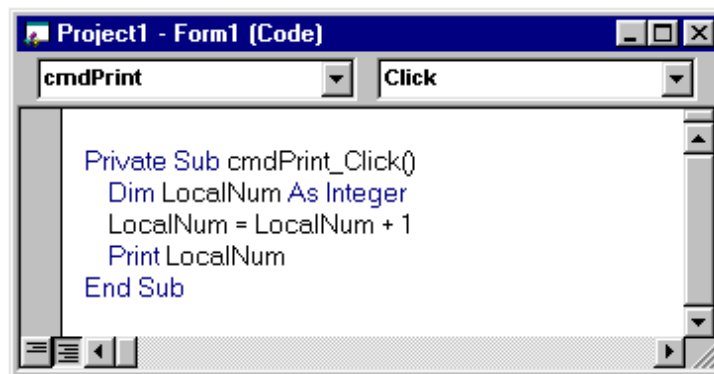 Project1 - Form1 (Code)
cmdPrint Click
Private Sub cmdPrint_Click()
Dim LocalNum As Integer
LocalNum = LocalNum + 1
Print LocalNum
End Sub